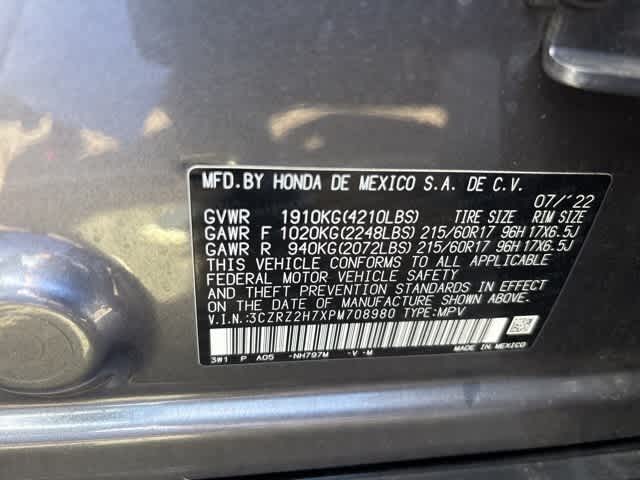 MFD.BY HONDA DE MEXICO S.A. DE C.V.
07/'22
GVWR 1910KG(4210LBS) TIRE SIZE RIM SIZE
GAWR F 1020KG(2248LBS) 215/60R17 96H 17X6.5J
GAWR R 940KG(2072LBS) 215/60R17 96H 17X6.5J
THIS VEHICLE CONFORMS TO ALL APPLICABLE
FEDERAL MOTOR VEHICLE SAFETY
AND THEFT PREVENTION STANDARDS IN EFFECT
ON THE DATE OF MANUFACTURE SHOWN ABOVE.
V.I.N.:3CZRZ2H7XPM708980 TYPE:MPV
3W1 P A05 -NH797M -V -M MADE IN MEXICO